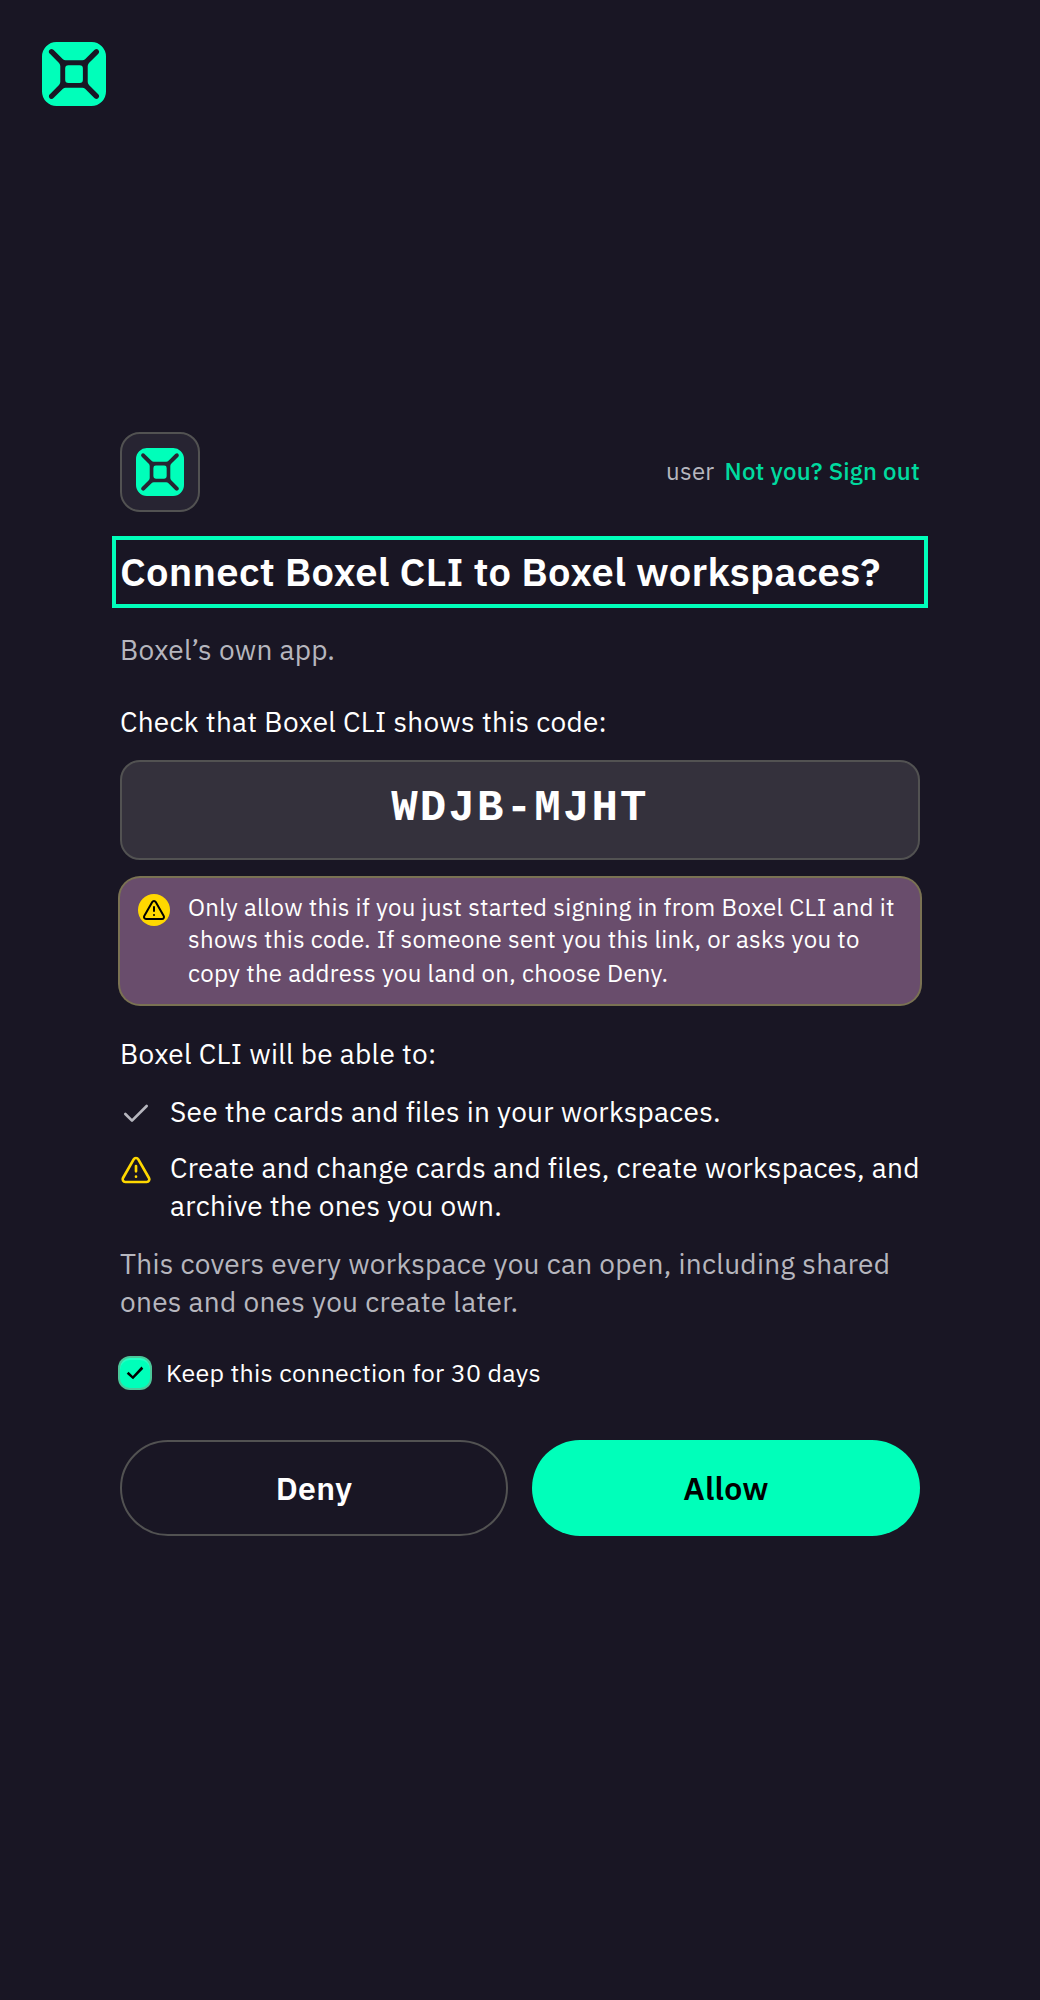 user Not you? Sign out
Connect Boxel CLI to Boxel workspaces?
Boxel’s own app.
Check that Boxel CLI shows this code:
WDJB-MJHT
Only allow this if you just started signing in from Boxel CLI and it
shows this code. If someone sent you this link, or asks you to
copy the address you land on, choose Deny.
Boxel CLI will be able to:
See the cards and files in your workspaces.
Create and change cards and files, create workspaces, and
archive the ones you own.
This covers every workspace you can open, including shared
ones and ones you create later.
Keep this connection for 30 days
Deny
Allow